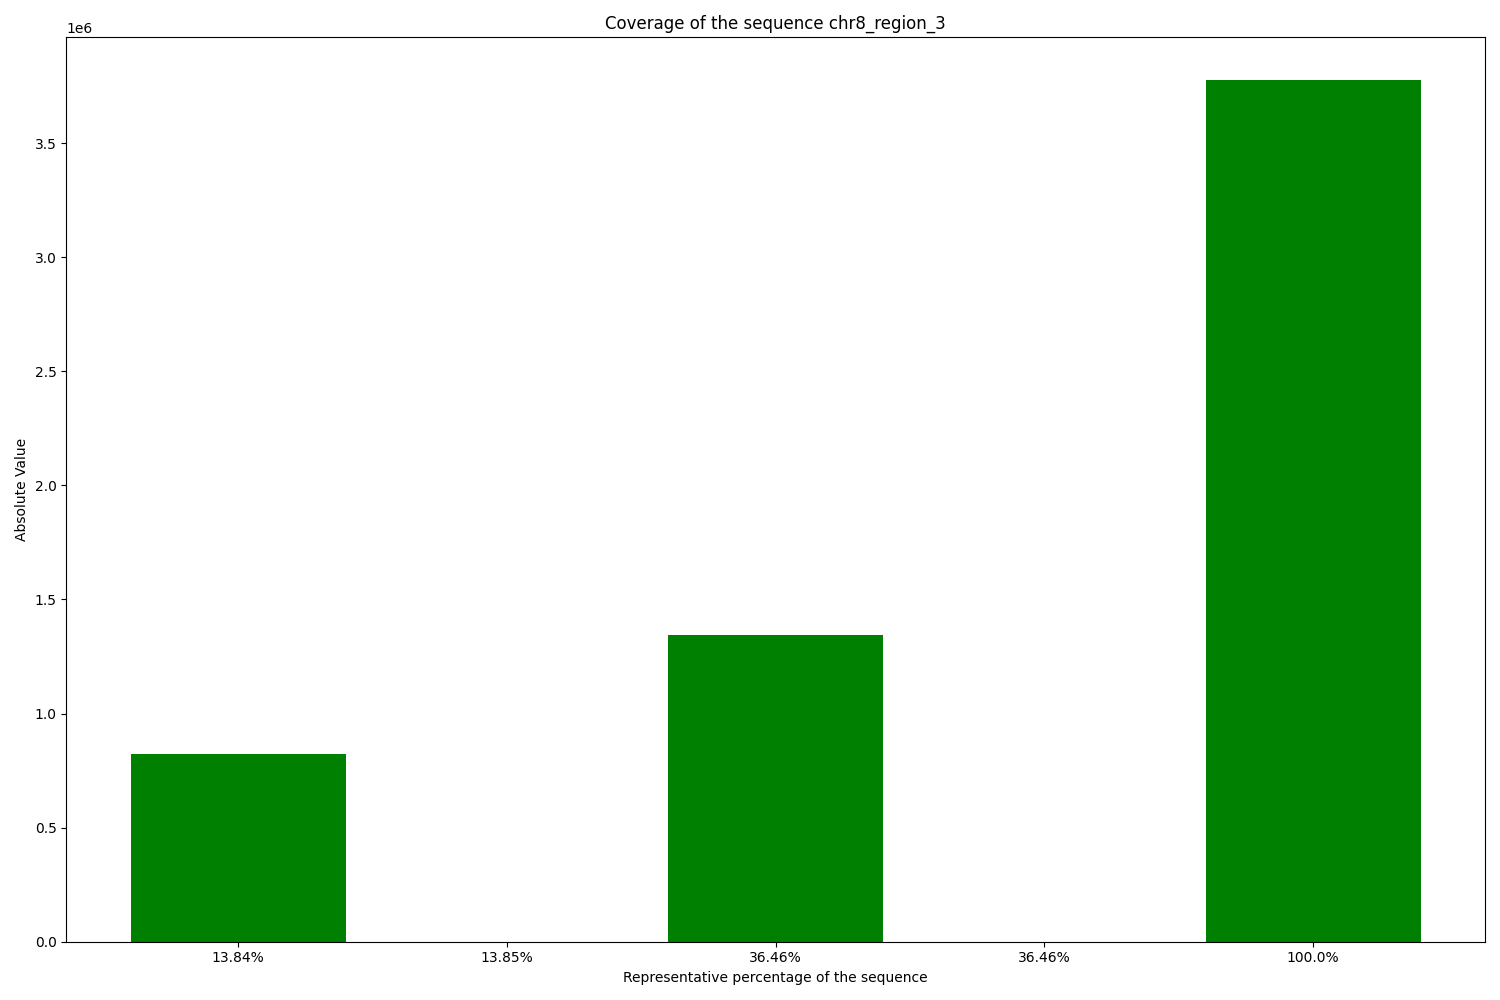 Coverage of the sequence chr8_region_3
1e6
3.5
3.0
2.5
2.0
1.5
1.0
0.5
0.0
Absolute Value
13.84% 13.85% 36.46% 36.46% 100.0%
Representative percentage of the sequence